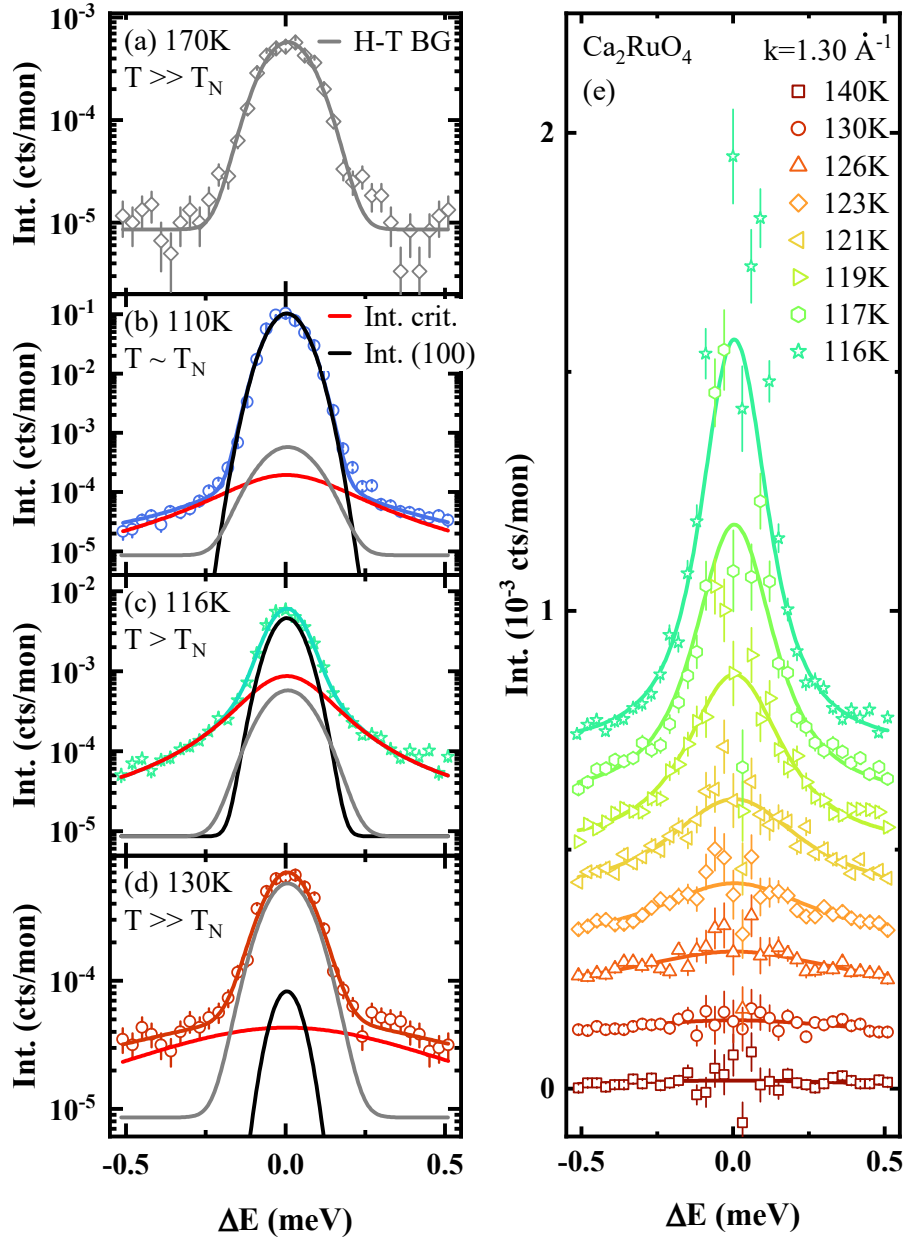 (a) 170K
T >> T_N
H-T BG
Int. (cts/mon)
10^-3
10^-4
10^-5
(b) 110K
T ~ T_N
Int. crit.
Int. (100)
Int. (cts/mon)
10^-1
10^-2
10^-3
10^-4
10^-5
(c) 116K
T > T_N
Int. (cts/mon)
10^-2
10^-3
10^-4
10^-5
(d) 130K
T >> T_N
Int. (cts/mon)
10^-4
10^-5
-0.5 0.0 0.5
ΔE (meV)
Ca₂RuO₄ k=1.30 Å^-1
(e)
140K
130K
126K
123K
121K
119K
117K
116K
Int. (10^-3 cts/mon)
2
1
0
-0.5 0.0 0.5
ΔE (meV)